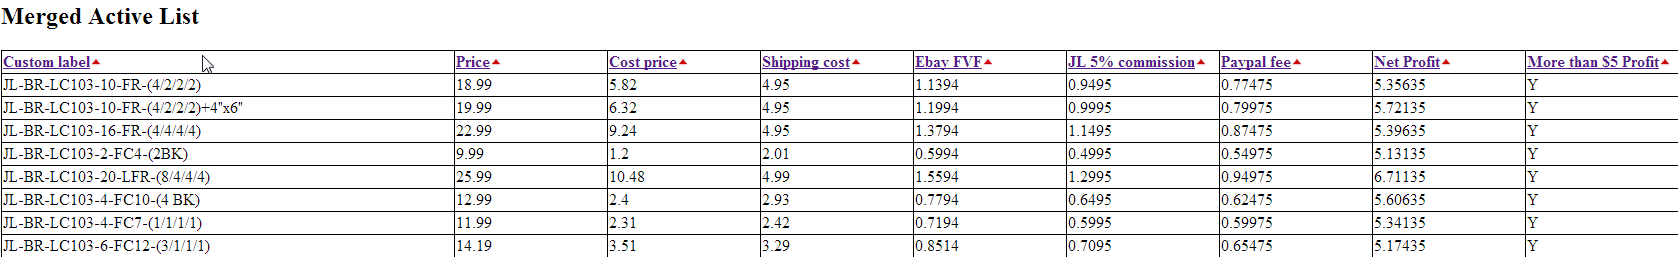 Merged Active List
Custom label Price Cost price Shipping cost Ebay FVF JL 5% commission Paypal fee Net Profit More than $5 Profit
JL-BR-LC103-10-FR-(4/2/2/2) 18.99 5.82 4.95 1.1394 0.9495 0.77475 5.35635 Y
JL-BR-LC103-10-FR-(4/2/2/2)+4"x6" 19.99 6.32 4.95 1.1994 0.9995 0.79975 5.72135 Y
JL-BR-LC103-16-FR-(4/4/4/4) 22.99 9.24 4.95 1.3794 1.1495 0.87475 5.39635 Y
JL-BR-LC103-2-FC4-(2BK) 9.99 1.2 2.01 0.5994 0.4995 0.54975 5.13135 Y
JL-BR-LC103-20-LFR-(8/4/4/4) 25.99 10.48 4.99 1.5594 1.2995 0.94975 6.71135 Y
JL-BR-LC103-4-FC10-(4 BK) 12.99 2.4 2.93 0.7794 0.6495 0.62475 5.60635 Y
JL-BR-LC103-4-FC7-(1/1/1/1) 11.99 2.31 2.42 0.7194 0.5995 0.59975 5.34135 Y
JL-BR-LC103-6-FC12-(3/1/1/1) 14.19 3.51 3.29 0.8514 0.7095 0.65475 5.17435 Y